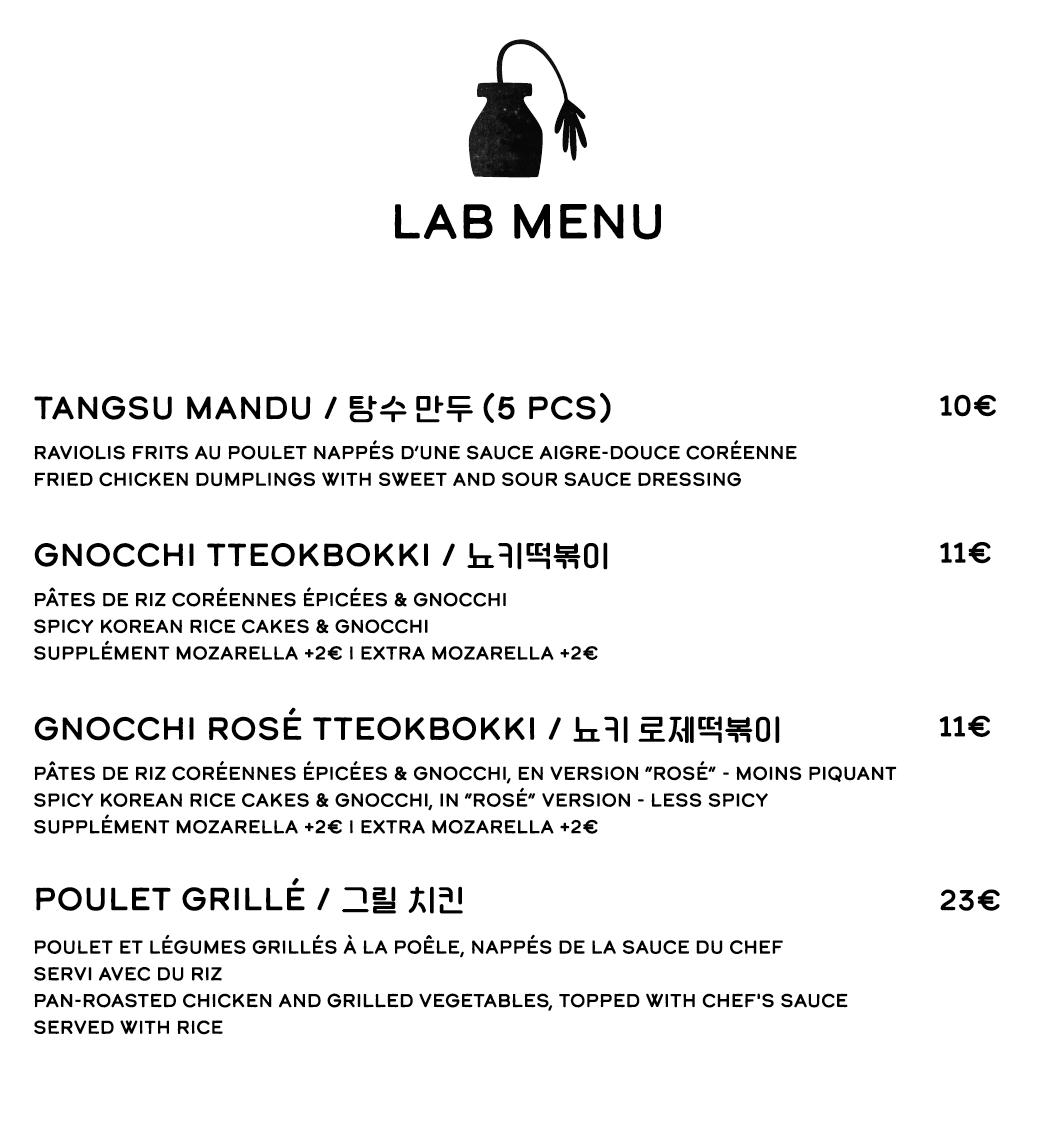 LAB MENU
TANGSU MANDU / 탕수 만두 (5 PCS) 10€
RAVIOLIS FRITS AU POULET NAPPÉS D'UNE SAUCE AIGRE-DOUCE CORÉENNE
FRIED CHICKEN DUMPLINGS WITH SWEET AND SOUR SAUCE DRESSING
GNOCCHI TTEOKBOKKI / 뇨키떡볶이 11€
PÂTES DE RIZ CORÉENNES ÉPICÉES & GNOCCHI
SPICY KOREAN RICE CAKES & GNOCCHI
SUPPLÉMENT MOZARELLA +2€ I EXTRA MOZARELLA +2€
GNOCCHI ROSÉ TTEOKBOKKI / 뇨키 로제떡볶이 11€
PÂTES DE RIZ CORÉENNES ÉPICÉES & GNOCCHI, EN VERSION "ROSÉ" - MOINS PIQUANT
SPICY KOREAN RICE CAKES & GNOCCHI, IN "ROSÉ" VERSION - LESS SPICY
SUPPLÉMENT MOZARELLA +2€ I EXTRA MOZARELLA +2€
POULET GRILLÉ / 그릴 치킨 23€
POULET ET LÉGUMES GRILLÉS À LA POÊLE, NAPPÉS DE LA SAUCE DU CHEF
SERVI AVEC DU RIZ
PAN-ROASTED CHICKEN AND GRILLED VEGETABLES, TOPPED WITH CHEF'S SAUCE
SERVED WITH RICE